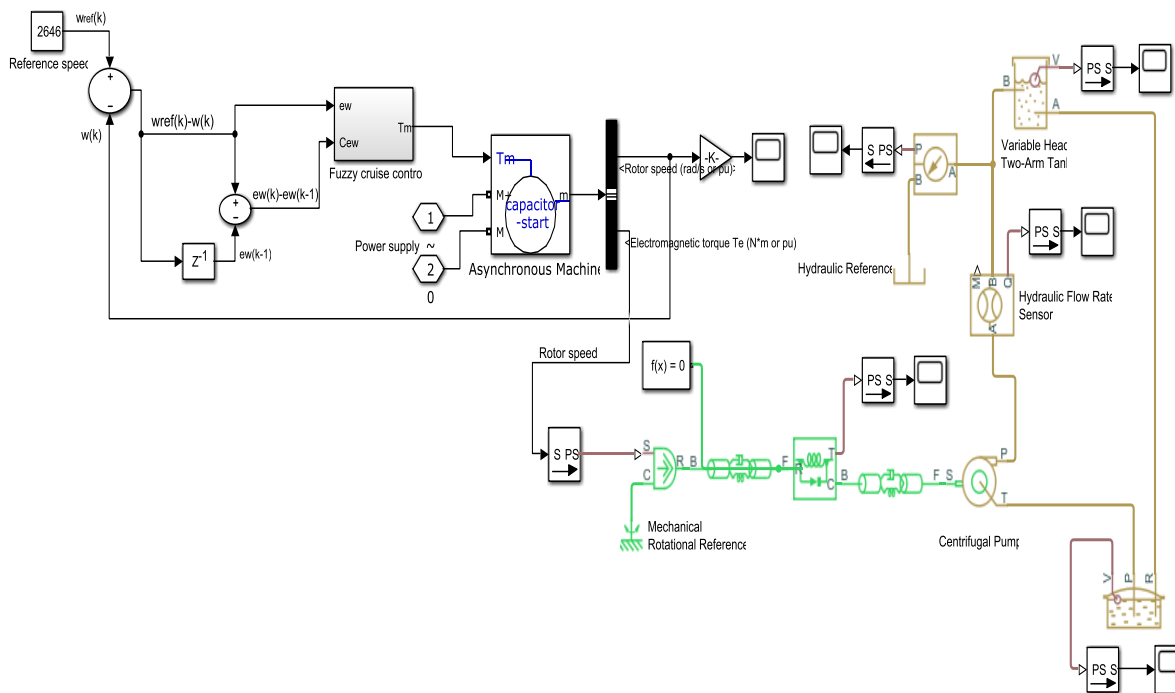 wref(k)
2646
Reference speed
+
−
w(k)
wref(k)-w(k)
ew
Cew
Tm
Fuzzy cruise contro
+
−
ew(k)-ew(k-1)
Z-1
ew(k-1)
Tm
M+
M
m
capacitor
-start
1
Power supply ~
2
0
Asynchronous Machine
-K-
<Rotor speed (rad/s or pu)>
<Electromagnetic torque Te (N*m or pu)
Rotor speed
f(x) = 0
S PS
S
C
R
B
Mechanical
Rotational Reference
F
R
T
C
B
PS S
F
S
P
T
Centrifugal Pump
S PS
P
B
A
Hydraulic Reference
B
V
A
PS S
Variable Head
Two-Arm Tank
PS S
M
B
Q
A
Hydraulic Flow Rate
Sensor
V
P
R
PS S